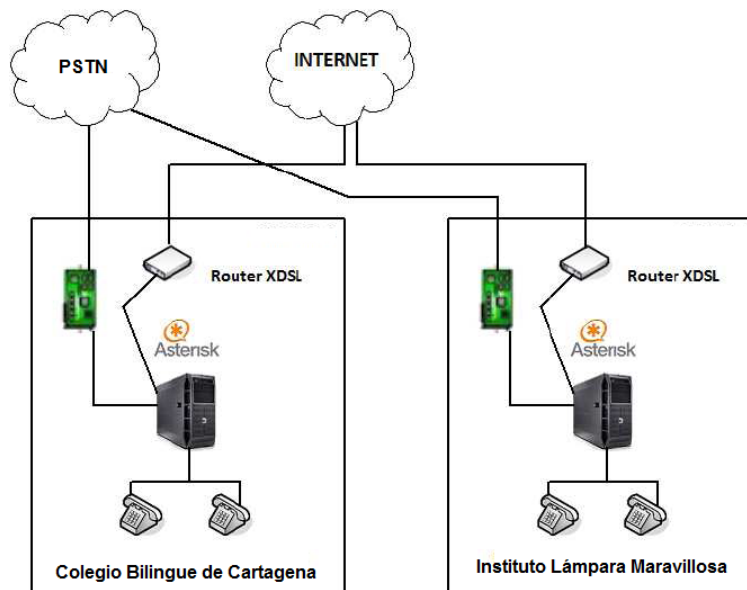 PSTN
INTERNET
Router XDSL
Router XDSL
Asterisk
Asterisk
Colegio Bilingue de Cartagena
Instituto Lámpara Maravillosa